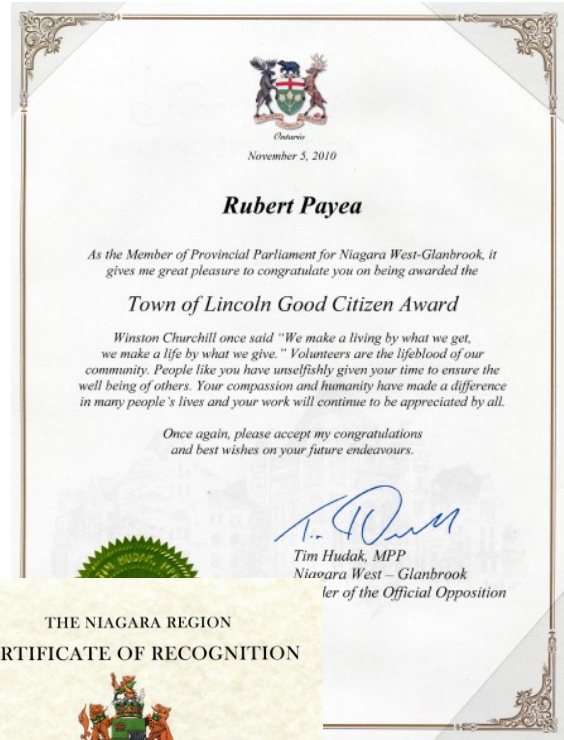 Ontario
November 5, 2010
Rubert Payea
As the Member of Provincial Parliament for Niagara West-Glanbrook, it
gives me great pleasure to congratulate you on being awarded the
Town of Lincoln Good Citizen Award
Winston Churchill once said “We make a living by what we get,
we make a life by what we give.” Volunteers are the lifeblood of our
community. People like you have unselfishly given your time to ensure the
well being of others. Your compassion and humanity have made a difference
in many people’s lives and your work will continue to be appreciated by all.
Once again, please accept my congratulations
and best wishes on your future endeavours.
Tim Hudak, MPP
Niagara West – Glanbrook
der of the Official Opposition
TIM HUDAK, M
THE NIAGARA REGION
RTIFICATE OF RECOGNITION